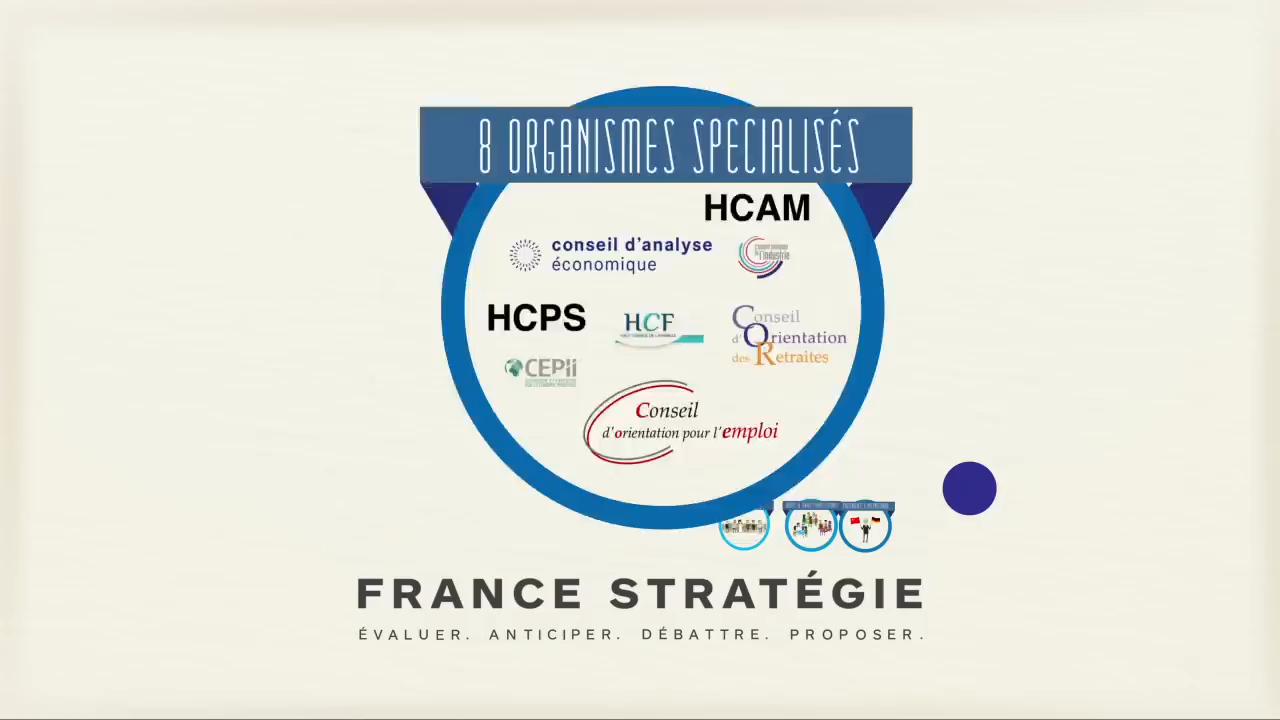 8 ORGANISMES SPECIALISÉS
HCAM
conseil d'analyse
économique
l'industrie
HCPS
HCF
Conseil
d'Orientation
des Retraites
CEPii
Conseil
d'orientation pour l'emploi
FRANCE STRATÉGIE
ÉVALUER. ANTICIPER. DÉBATTRE. PROPOSER.